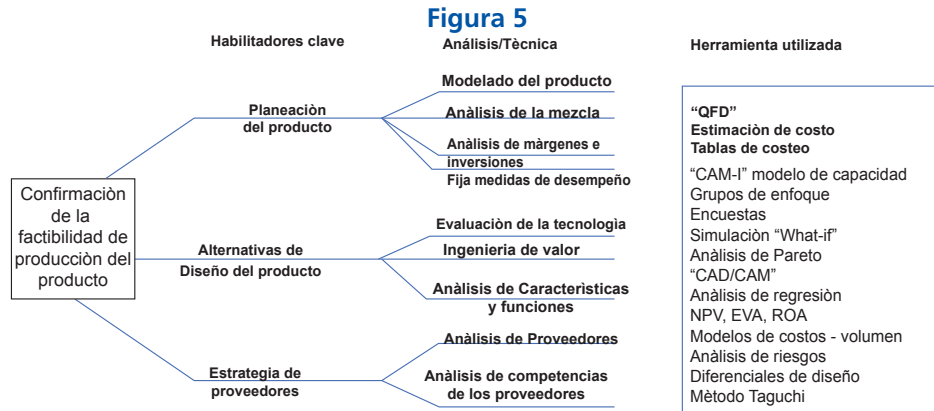 Figura 5
Habilitadores clave
Análisis/Tècnica
Herramienta utilizada
Confirmaciòn
de la
factibilidad de
producciòn del
producto
Planeaciòn
del producto
Modelado del producto
Anàlisis de la mezcla
Anàlisis de màrgenes e
inversiones
Fija medidas de desempeño
Alternativas de
Diseño del producto
Evaluaciòn de la tecnologìa
Ingenieria de valor
Anàlisis de Caracterìsticas
y funciones
Estrategia de
proveedores
Anàlisis de Proveedores
Anàlisis de competencias
de los proveedores
“QFD”
Estimaciòn de costo
Tablas de costeo
“CAM-I” modelo de capacidad
Grupos de enfoque
Encuestas
Simulaciòn “What-if”
Anàlisis de Pareto
“CAD/CAM”
Anàlisis de regresiòn
NPV, EVA, ROA
Modelos de costos - volumen
Anàlisis de riesgos
Diferenciales de diseño
Mètodo Taguchi